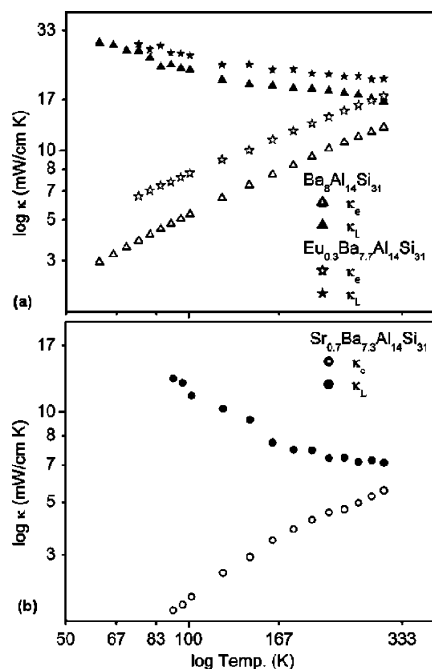 33
17
10
8
7
5
3
log κ (mW/cm K)
Ba8Al14Si31
κe
κL
Eu0.3Ba7.7Al14Si31
κe
κL
(a)
17
10
8
7
5
3
log κ (mW/cm K)
Sr0.7Ba7.3Al14Si31
κe
κL
(b)
50 67 83 100 167 333
log Temp. (K)